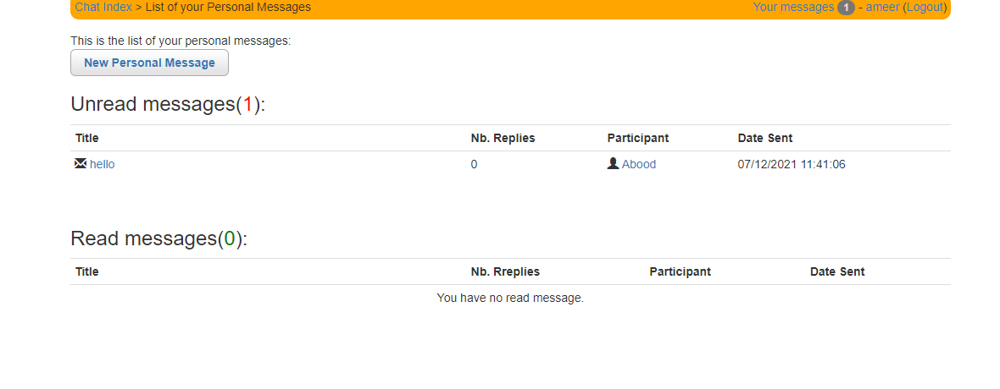 Chat Index > List of your Personal Messages Your messages 1 - ameer (Logout)
This is the list of your personal messages:
New Personal Message
Unread messages(1):
Title Nb. Replies Participant Date Sent
hello 0 Abood 07/12/2021 11:41:06
Read messages(0):
Title Nb. Rreplies Participant Date Sent
You have no read message.